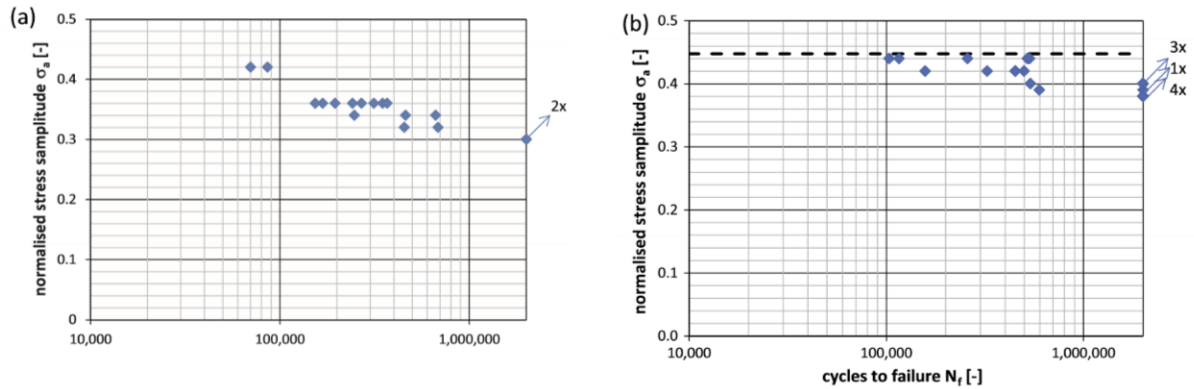 (a)
normalised stress samplitude σa [-]
0.5
0.4
0.3
0.2
0.1
0
10,000
100,000
1,000,000
2x
(b)
normalised stress samplitude σa [-]
0.5
0.4
0.3
0.2
0.1
0.0
10,000
100,000
1,000,000
3x
1x
4x
cycles to failure Nf [-]